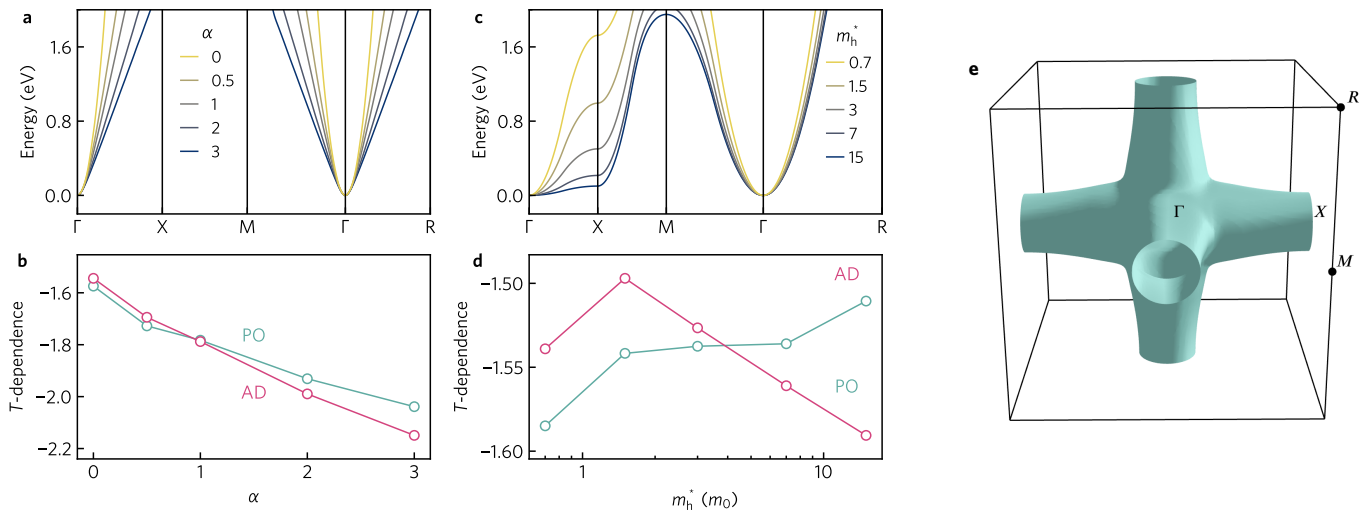 a
Energy (eV)
1.6
0.8
0.0
α
0
0.5
1
2
3
Γ
X
M
Γ
R
b
T-dependence
−1.6
−1.8
−2.0
−2.2
PO
AD
0
1
2
3
α
c
Energy (eV)
1.6
0.8
0.0
m*h
0.7
1.5
3
7
15
Γ
X
M
Γ
R
d
T-dependence
−1.50
−1.55
−1.60
AD
PO
1
10
m*h (m0)
e
R
Γ
X
M